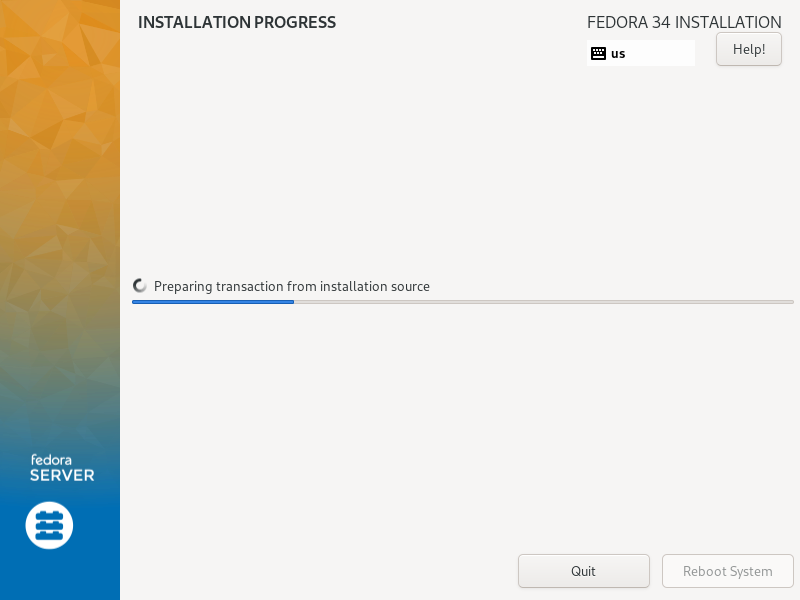 INSTALLATION PROGRESS
FEDORA 34 INSTALLATION
us
Help!
Preparing transaction from installation source
fedora
SERVER
Quit
Reboot System